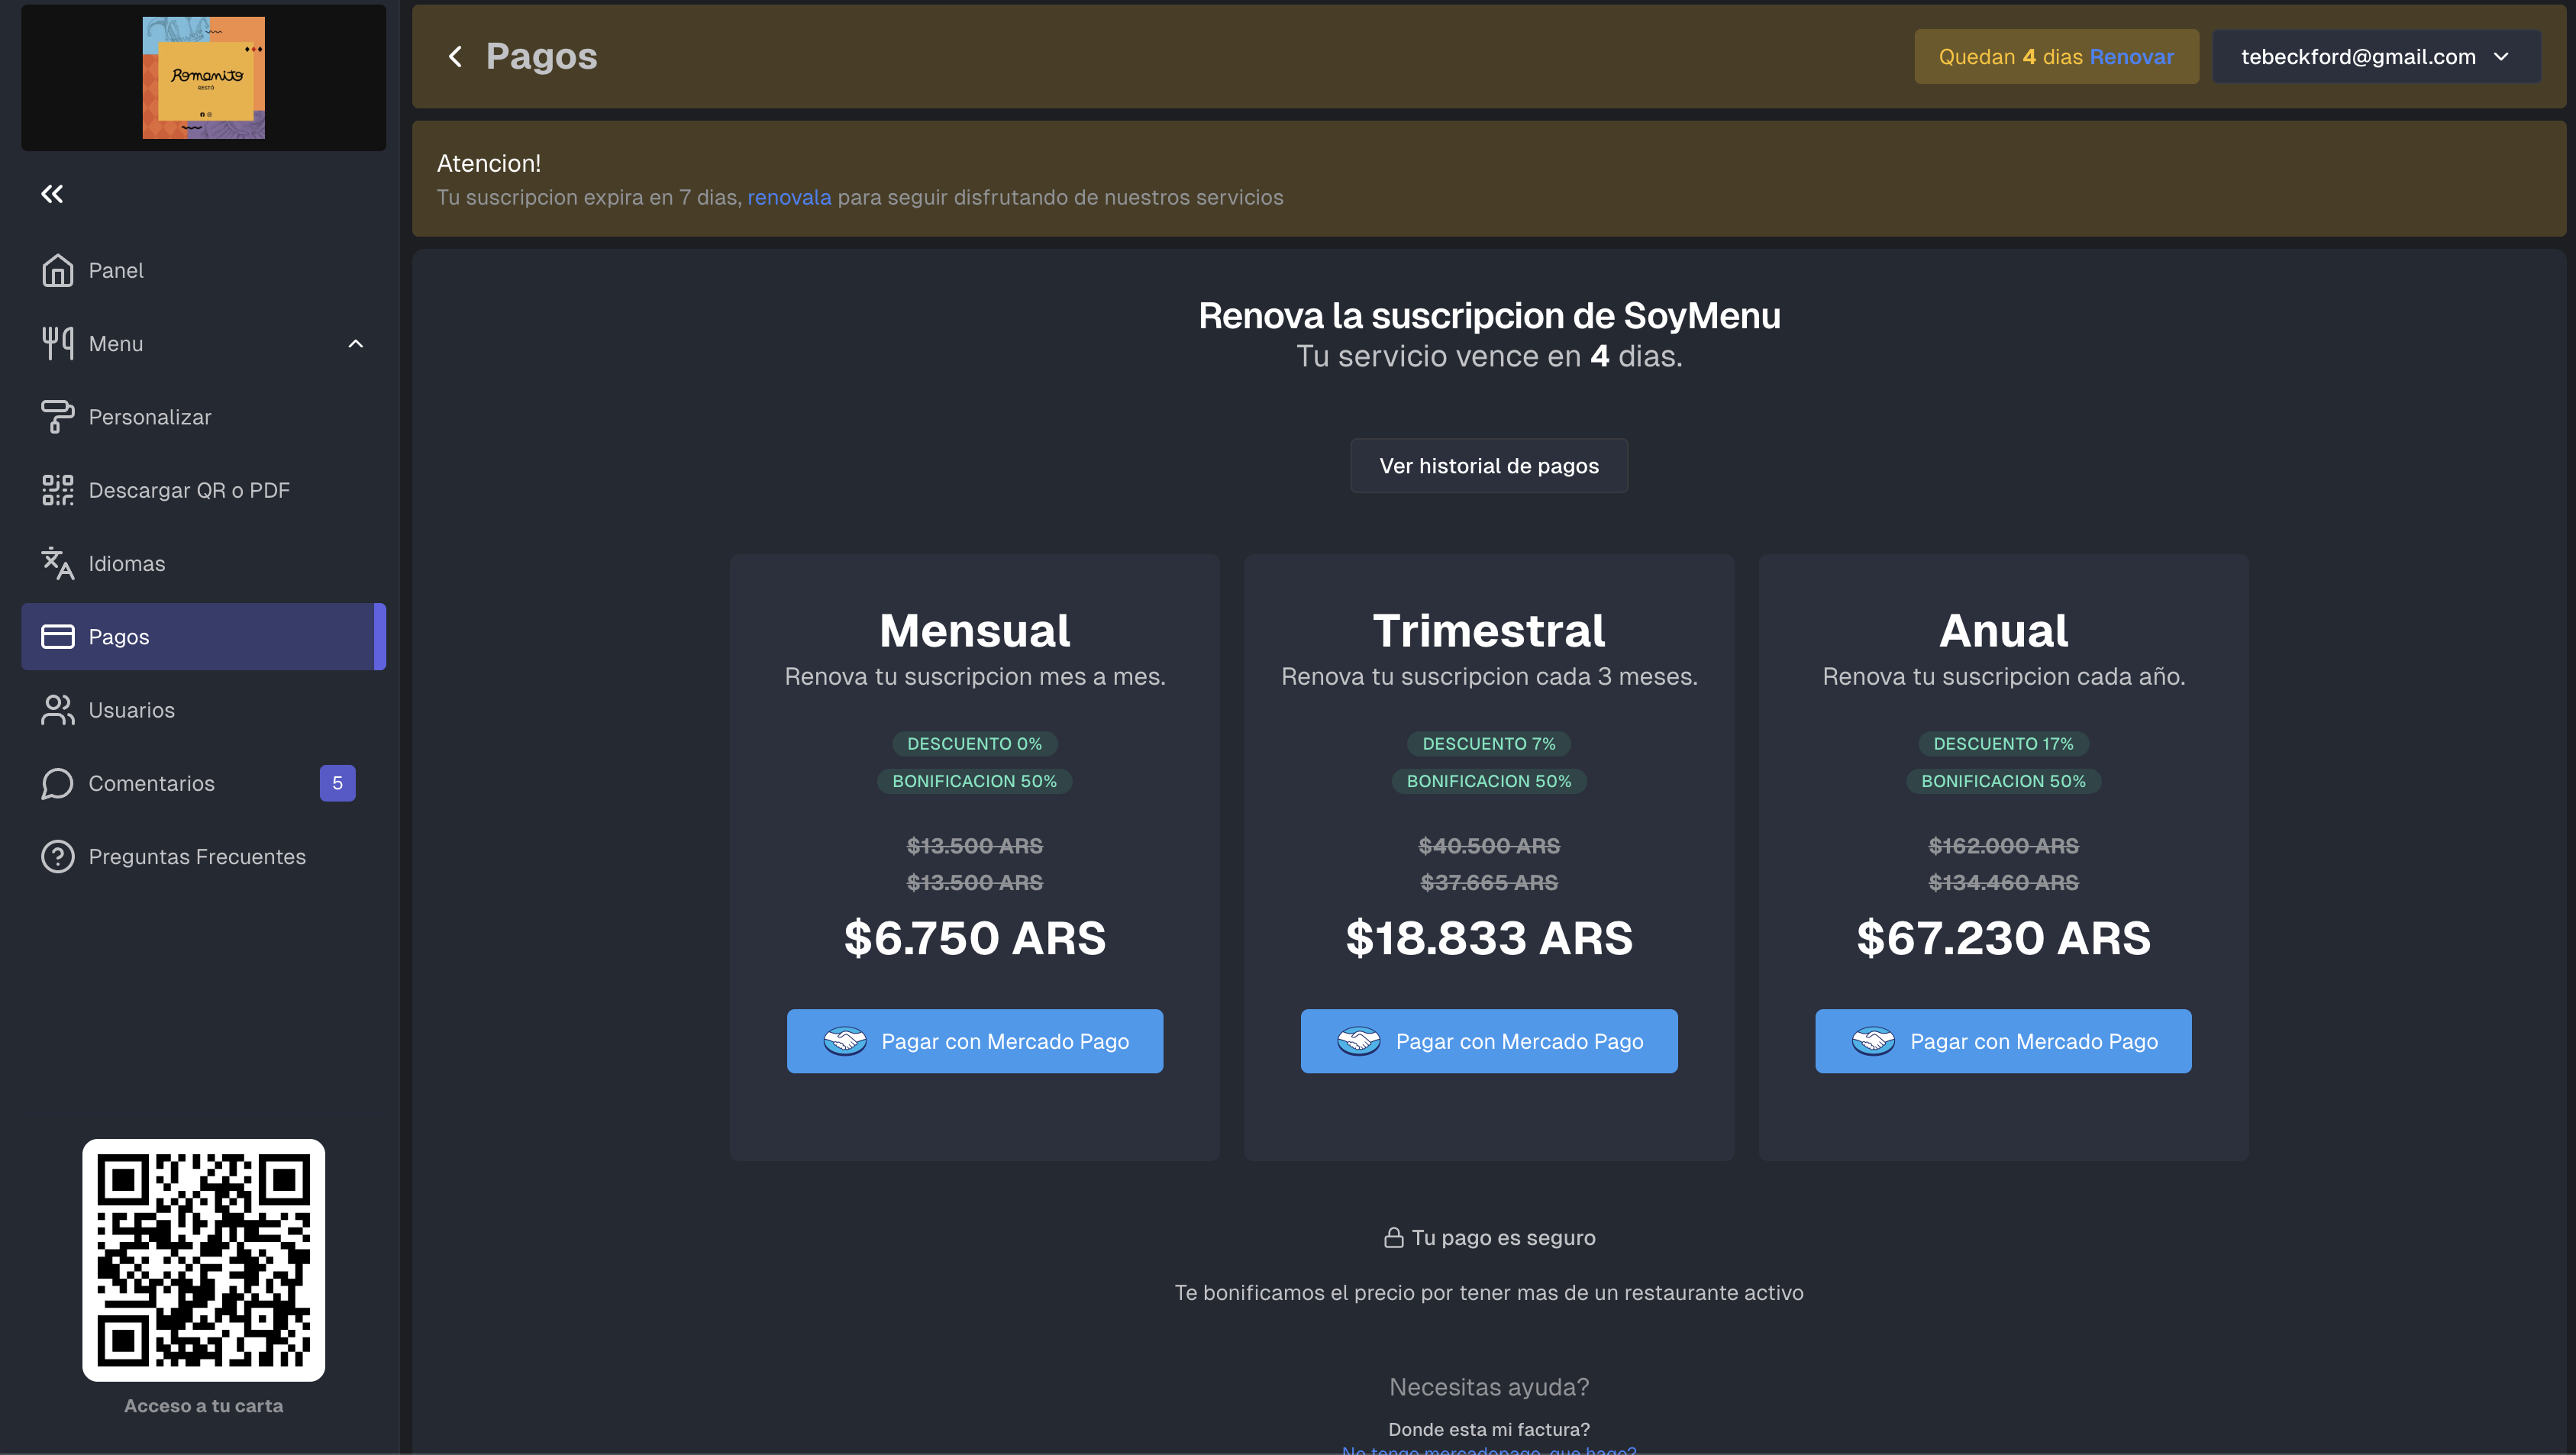 Romanito
RESTÓ
Pagos
Quedan 4 dias Renovar
tebeckford@gmail.com
Atencion!
Tu suscripcion expira en 7 dias, renovala para seguir disfrutando de nuestros servicios
Panel
Menu
Personalizar
Descargar QR o PDF
Idiomas
Pagos
Usuarios
Comentarios
5
Preguntas Frecuentes
Acceso a tu carta
Renova la suscripcion de SoyMenu
Tu servicio vence en 4 dias.
Ver historial de pagos
Mensual
Renova tu suscripcion mes a mes.
DESCUENTO 0%
BONIFICACION 50%
$13.500 ARS
$13.500 ARS
$6.750 ARS
Pagar con Mercado Pago
Trimestral
Renova tu suscripcion cada 3 meses.
DESCUENTO 7%
BONIFICACION 50%
$40.500 ARS
$37.665 ARS
$18.833 ARS
Pagar con Mercado Pago
Anual
Renova tu suscripcion cada año.
DESCUENTO 17%
BONIFICACION 50%
$162.000 ARS
$134.460 ARS
$67.230 ARS
Pagar con Mercado Pago
Tu pago es seguro
Te bonificamos el precio por tener mas de un restaurante activo
Necesitas ayuda?
Donde esta mi factura?
No tengo mercadopago, que hago?